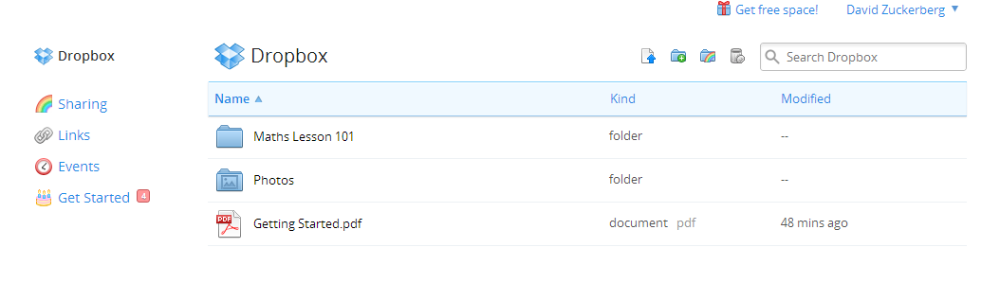 Get free space! David Zuckerberg
Dropbox
Sharing
Links
Events
Get Started 4
Dropbox
Search Dropbox
Name Kind Modified
Maths Lesson 101 folder --
Photos folder --
PDF Getting Started.pdf document pdf 48 mins ago